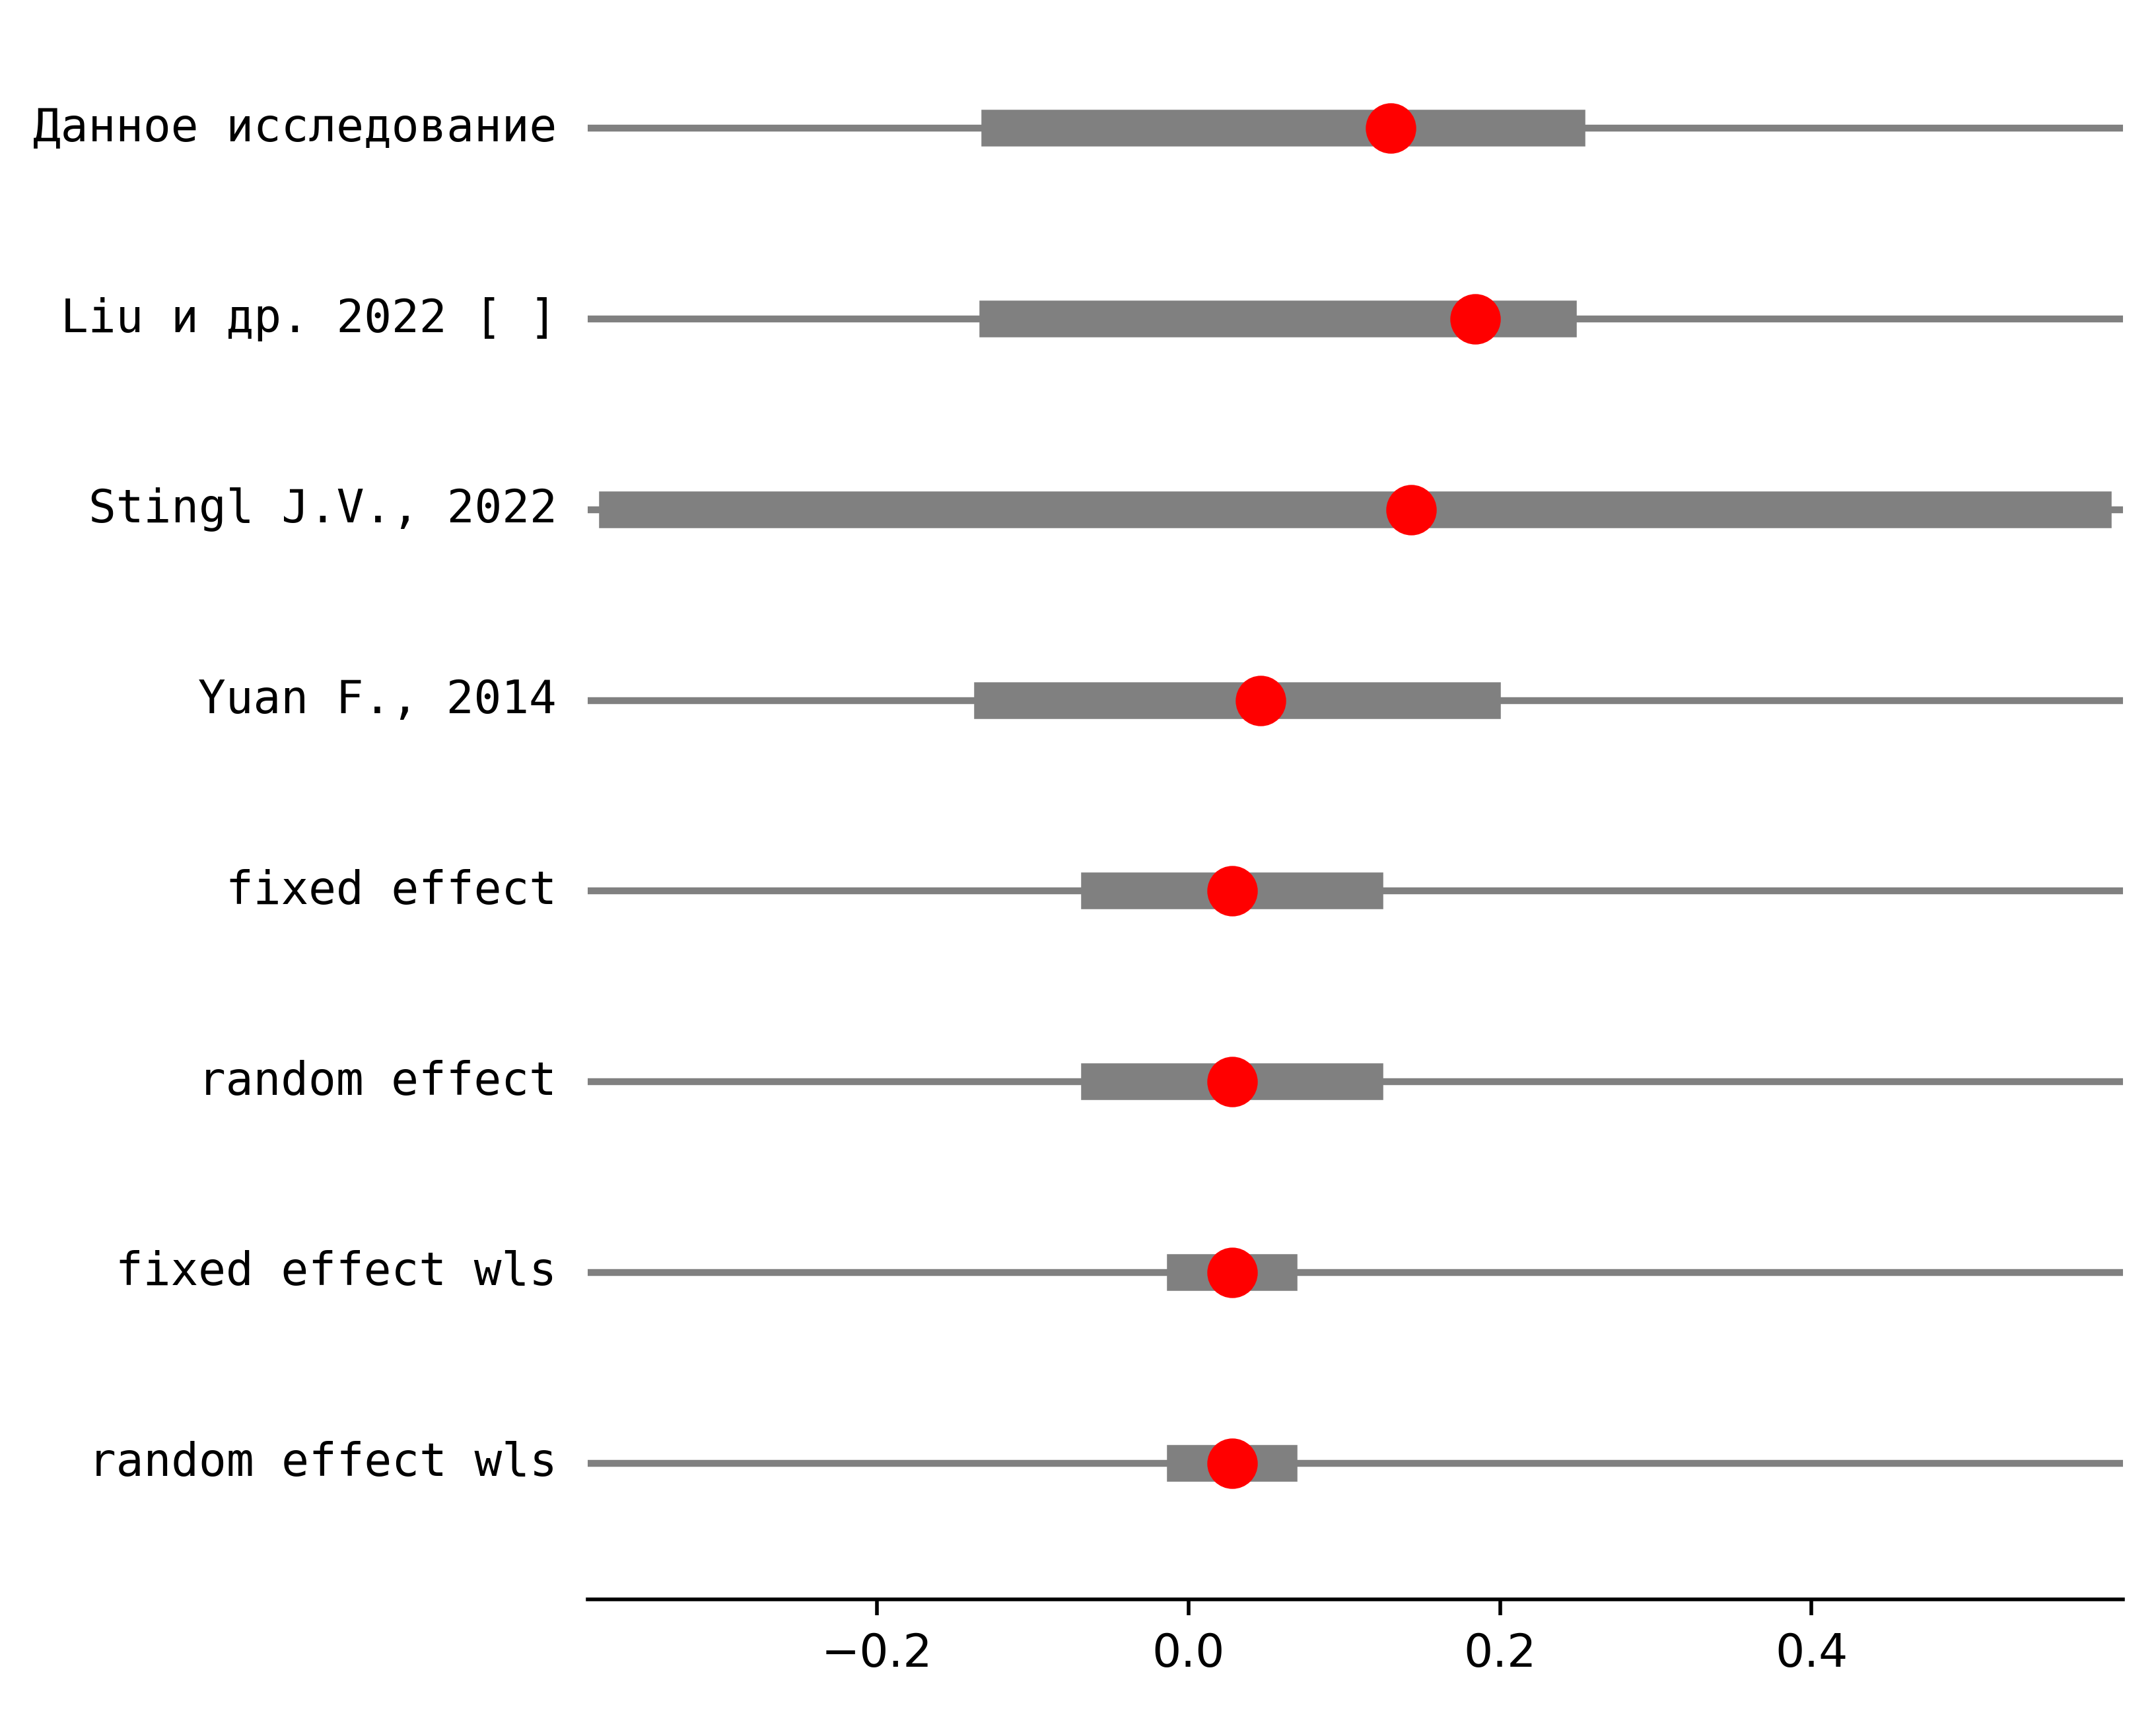 Данное исследование
Liu и др. 2022 [ ]
Stingl J.V., 2022
Yuan F., 2014
fixed effect
random effect
fixed effect wls
random effect wls
−0.2 0.0 0.2 0.4